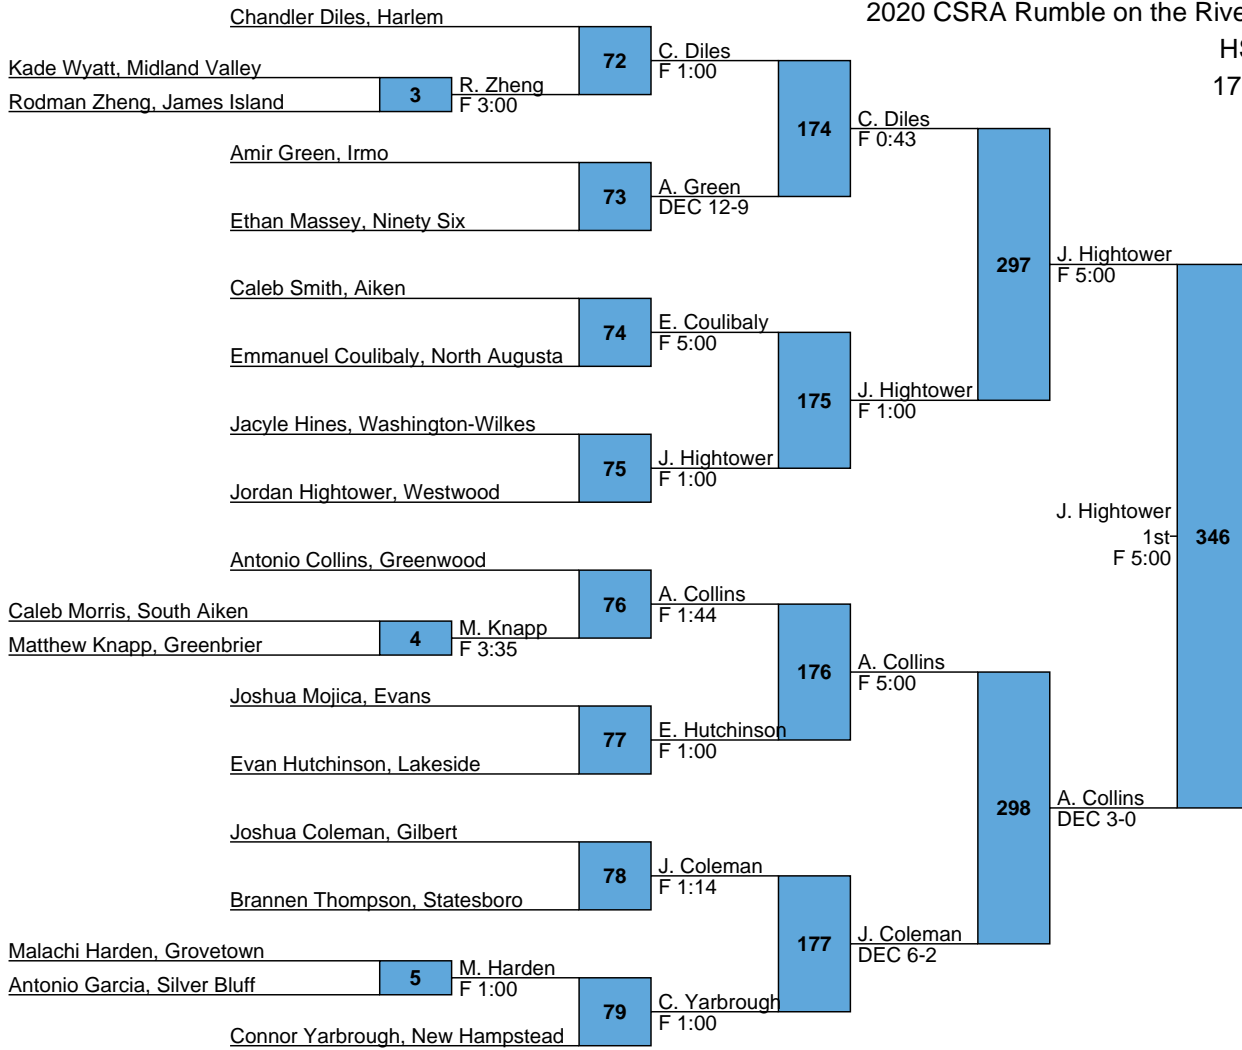 2020 CSRA Rumble on the Rive
HS
17
Chandler Diles, Harlem
72
C. Diles
F 1:00
Kade Wyatt, Midland Valley
3
R. Zheng
F 3:00
Rodman Zheng, James Island
174
C. Diles
F 0:43
Amir Green, Irmo
73
A. Green
DEC 12-9
Ethan Massey, Ninety Six
297
J. Hightower
F 5:00
Caleb Smith, Aiken
74
E. Coulibaly
F 5:00
Emmanuel Coulibaly, North Augusta
175
J. Hightower
F 1:00
Jacyle Hines, Washington-Wilkes
75
J. Hightower
F 1:00
Jordan Hightower, Westwood
J. Hightower
1st
F 5:00
346
Antonio Collins, Greenwood
76
A. Collins
F 1:44
Caleb Morris, South Aiken
4
M. Knapp
F 3:35
Matthew Knapp, Greenbrier
176
A. Collins
F 5:00
Joshua Mojica, Evans
77
E. Hutchinson
F 1:00
Evan Hutchinson, Lakeside
298
A. Collins
DEC 3-0
Joshua Coleman, Gilbert
78
J. Coleman
F 1:14
Brannen Thompson, Statesboro
177
J. Coleman
DEC 6-2
Malachi Harden, Grovetown
5
M. Harden
F 1:00
Antonio Garcia, Silver Bluff
79
C. Yarbrough
F 1:00
Connor Yarbrough, New Hampstead